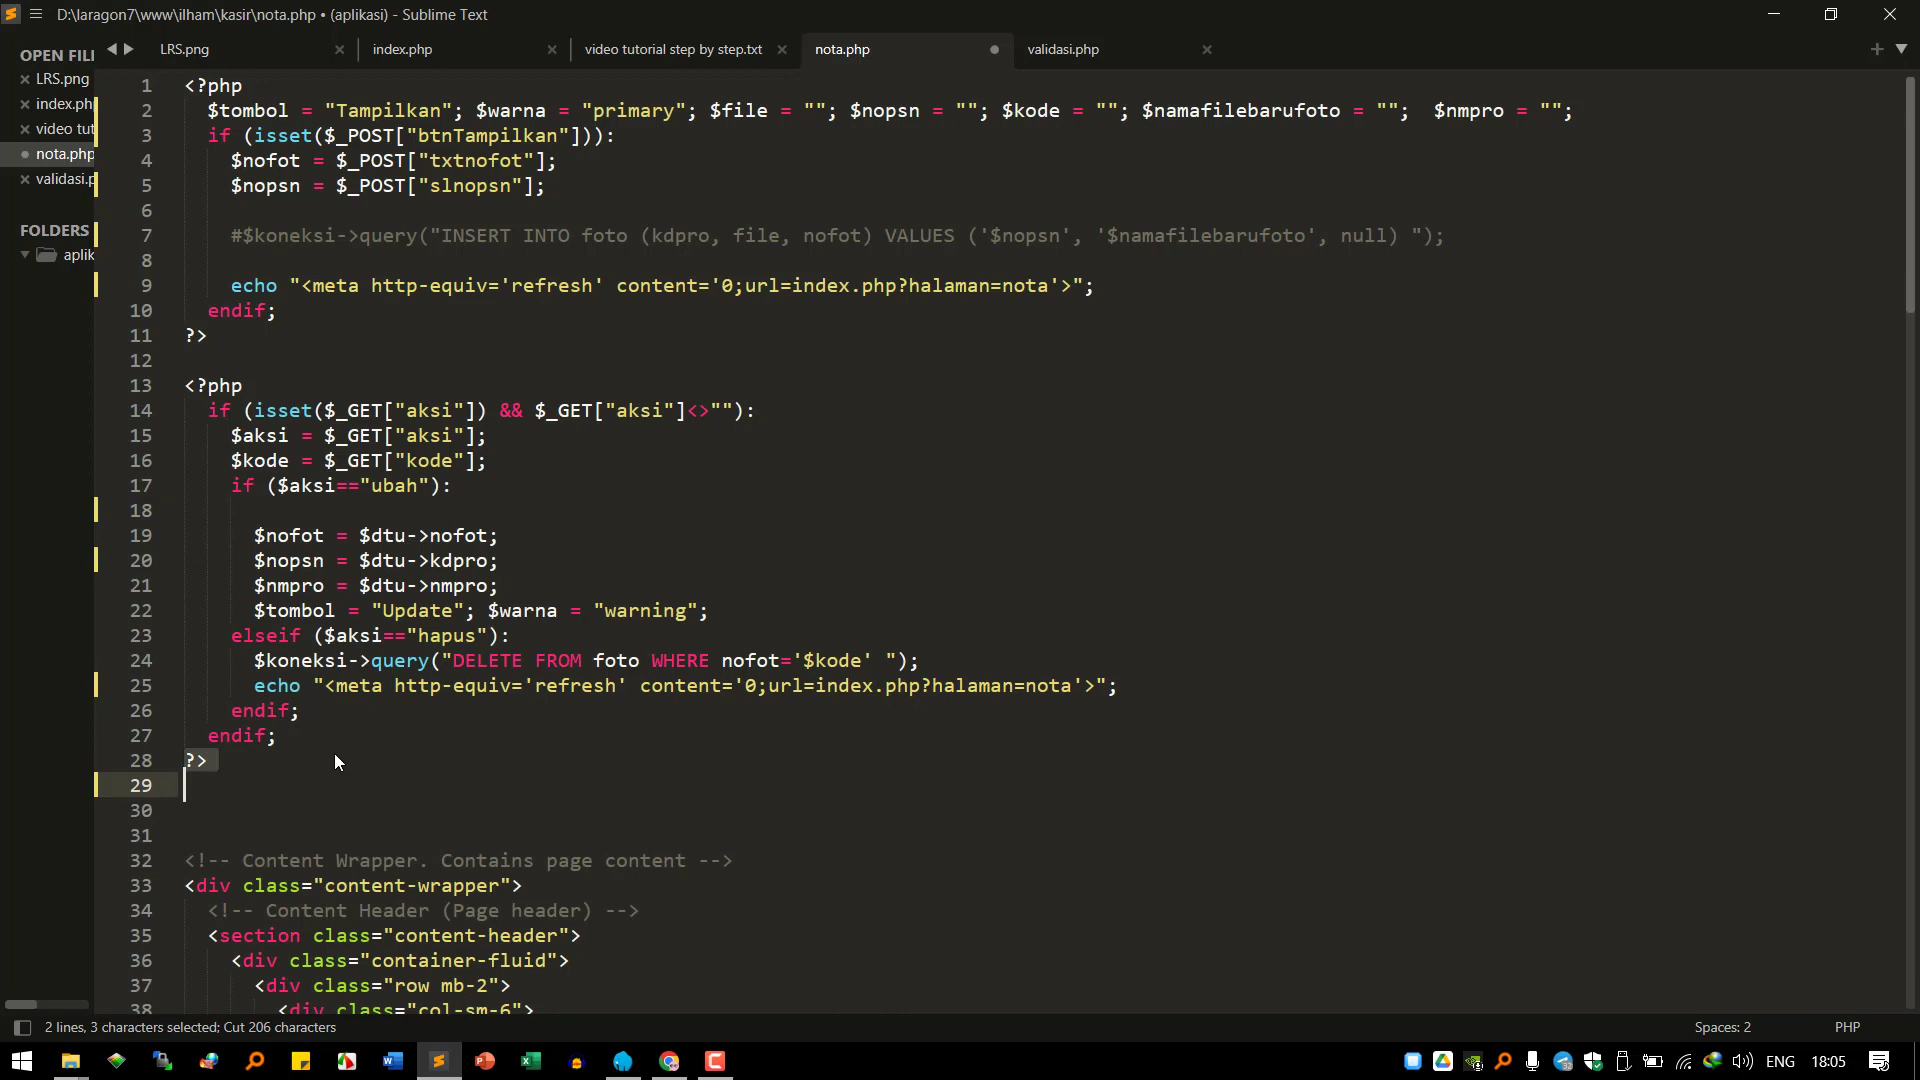 D:\laragon7\www\ilham\kasir\nota.php • (aplikasi) - Sublime Text
OPEN FIL
LRS.png
index.php
video tutorial step by step.txt
nota.php
validasi.php
LRS.png
index.ph
video tut
nota.php
validasi.p
FOLDERS
aplik
1 <?php
2 $tombol = "Tampilkan"; $warna = "primary"; $file = ""; $nopsn = ""; $kode = ""; $namafilebarufoto = "";  $nmpro = "";
3 if (isset($_POST["btnTampilkan"])):
4 $nofot = $_POST["txtnofot"];
5 $nopsn = $_POST["slnopsn"];
6
7 #$koneksi->query("INSERT INTO foto (kdpro, file, nofot) VALUES ('$nopsn', '$namafilebarufoto', null) ");
8
9 echo "<meta http-equiv='refresh' content='0;url=index.php?halaman=nota'>";
10 endif;
11 ?>
12
13 <?php
14 if (isset($_GET["aksi"]) && $_GET["aksi"]<>""):
15 $aksi = $_GET["aksi"];
16 $kode = $_GET["kode"];
17 if ($aksi=="ubah"):
18
19 $nofot = $dtu->nofot;
20 $nopsn = $dtu->kdpro;
21 $nmpro = $dtu->nmpro;
22 $tombol = "Update"; $warna = "warning";
23 elseif ($aksi=="hapus"):
24 $koneksi->query("DELETE FROM foto WHERE nofot='$kode' ");
25 echo "<meta http-equiv='refresh' content='0;url=index.php?halaman=nota'>";
26 endif;
27 endif;
28 ?>
29
30
31
32 <!-- Content Wrapper. Contains page content -->
33 <div class="content-wrapper">
34 <!-- Content Header (Page header) -->
35 <section class="content-header">
36 <div class="container-fluid">
37 <div class="row mb-2">
38 <div class="col-sm-6">
2 lines, 3 characters selected; Cut 206 characters
Spaces: 2
PHP
ENG
18:05